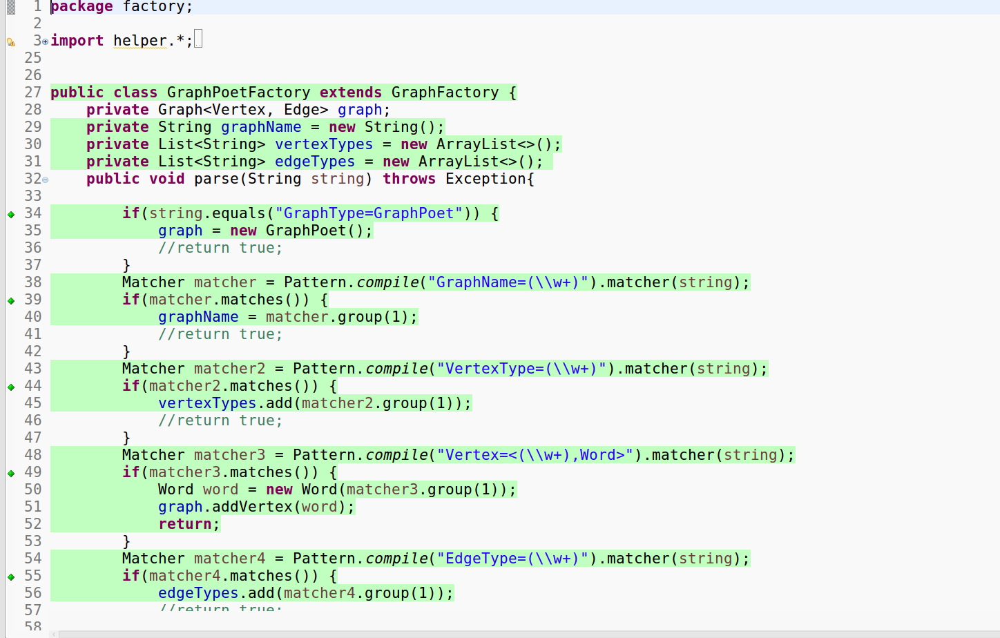 1 package factory;
2
3 import helper.*;
25
26
27 public class GraphPoetFactory extends GraphFactory {
28     private Graph<Vertex, Edge> graph;
29     private String graphName = new String();
30     private List<String> vertexTypes = new ArrayList<>();
31     private List<String> edgeTypes = new ArrayList<>();
32     public void parse(String string) throws Exception{
33
34         if(string.equals("GraphType=GraphPoet")) {
35             graph = new GraphPoet();
36             //return true;
37         }
38         Matcher matcher = Pattern.compile("GraphName=(\\w+)").matcher(string);
39         if(matcher.matches()) {
40             graphName = matcher.group(1);
41             //return true;
42         }
43         Matcher matcher2 = Pattern.compile("VertexType=(\\w+)").matcher(string);
44         if(matcher2.matches()) {
45             vertexTypes.add(matcher2.group(1));
46             //return true;
47         }
48         Matcher matcher3 = Pattern.compile("Vertex=<(\\w+),Word>").matcher(string);
49         if(matcher3.matches()) {
50             Word word = new Word(matcher3.group(1));
51             graph.addVertex(word);
52             return;
53         }
54         Matcher matcher4 = Pattern.compile("EdgeType=(\\w+)").matcher(string);
55         if(matcher4.matches()) {
56             edgeTypes.add(matcher4.group(1));
57             //return true;
58